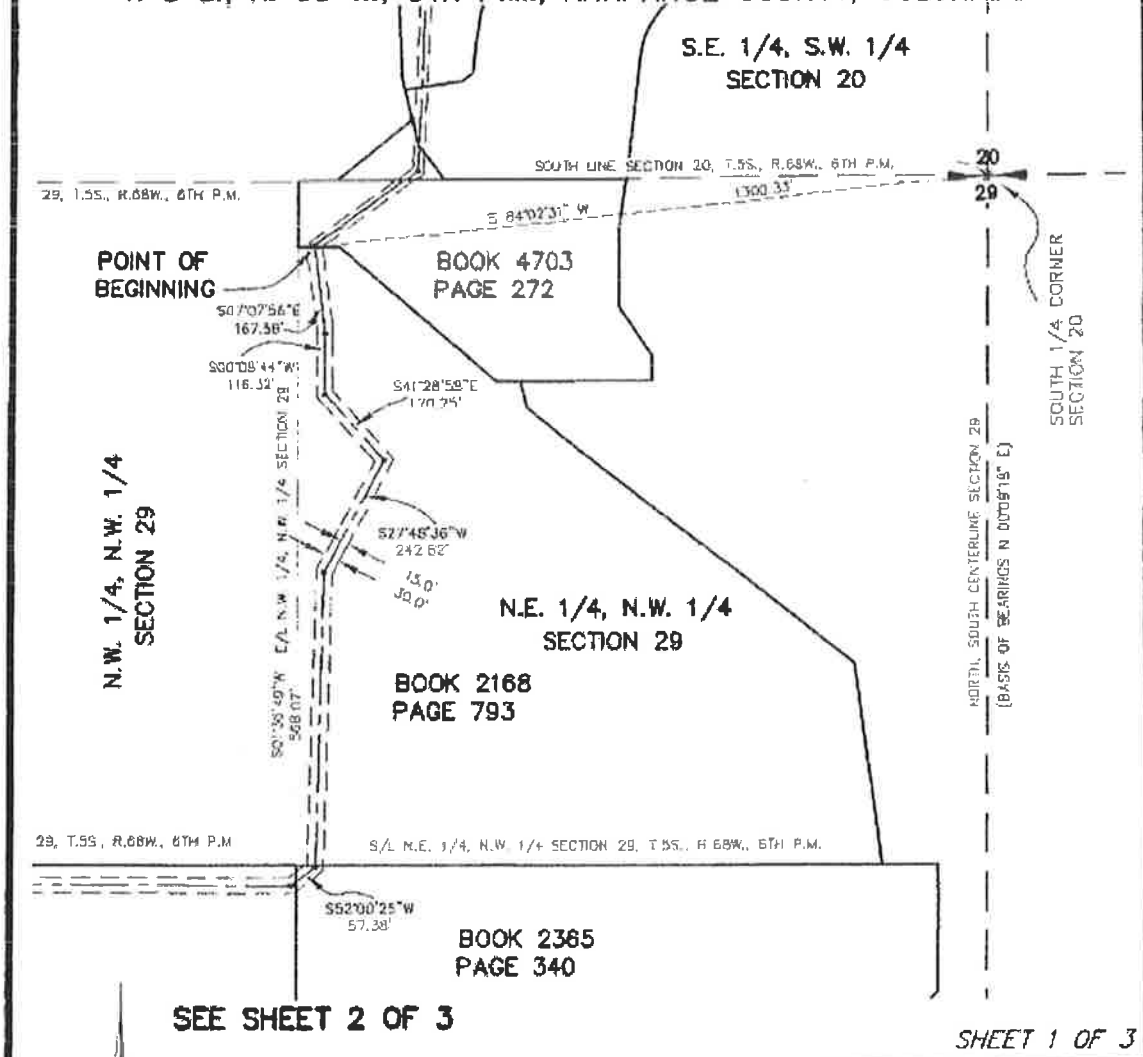 S.E. 1/4, S.W. 1/4
SECTION 20
SOUTH LINE SECTION 20, T.5S., R.68W., 6TH P.M.
20
29
29, T.5S., R.68W., 6TH P.M.
1300.33'
S 84°02'31" W
POINT OF
BEGINNING
BOOK 4703
PAGE 272
SOUTH 1/4 CORNER
SECTION 20
S07°07'56"E
167.38'
S00°08'44"W
116.32'
S41°28'59"E
170.75'
N.W. 1/4, N.W. 1/4
SECTION 29
E/L N.W. 1/4, N.W. 1/4 SECTION 29
S27°48'36"W
242.62'
15.0'
30.0'
NORTH, SOUTH CENTERLINE SECTION 29
(BASIS OF BEARINGS N 00°09'19" E)
N.E. 1/4, N.W. 1/4
SECTION 29
BOOK 2168
PAGE 793
S01°36'49"W
568.07'
29, T.5S., R.68W., 6TH P.M
S/L N.E. 1/4, N.W. 1/4 SECTION 29, T.5S., R.68W., 6TH P.M.
S52°00'25"W
57.38'
BOOK 2365
PAGE 340
SEE SHEET 2 OF 3
SHEET 1 OF 3